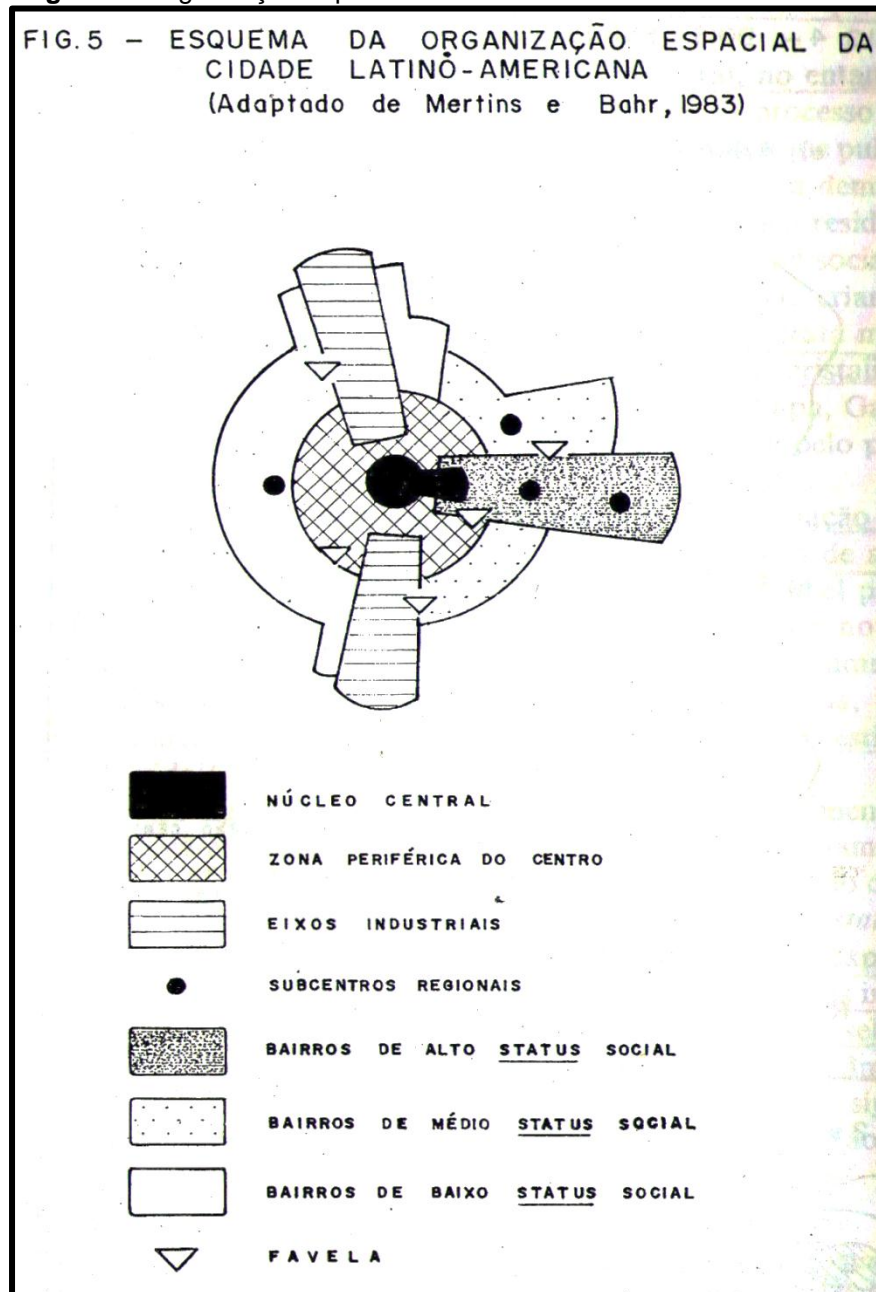 FIG. 5 – ESQUEMA DA ORGANIZAÇÃO ESPACIAL DA
CIDADE LATINO-AMERICANA
(Adaptado de Mertins e Bahr, 1983)
NÚCLEO CENTRAL
ZONA PERIFÉRICA DO CENTRO
EIXOS INDUSTRIAIS
SUBCENTROS REGIONAIS
BAIRROS DE ALTO STATUS SOCIAL
BAIRROS DE MÉDIO STATUS SOCIAL
BAIRROS DE BAIXO STATUS SOCIAL
FAVELA